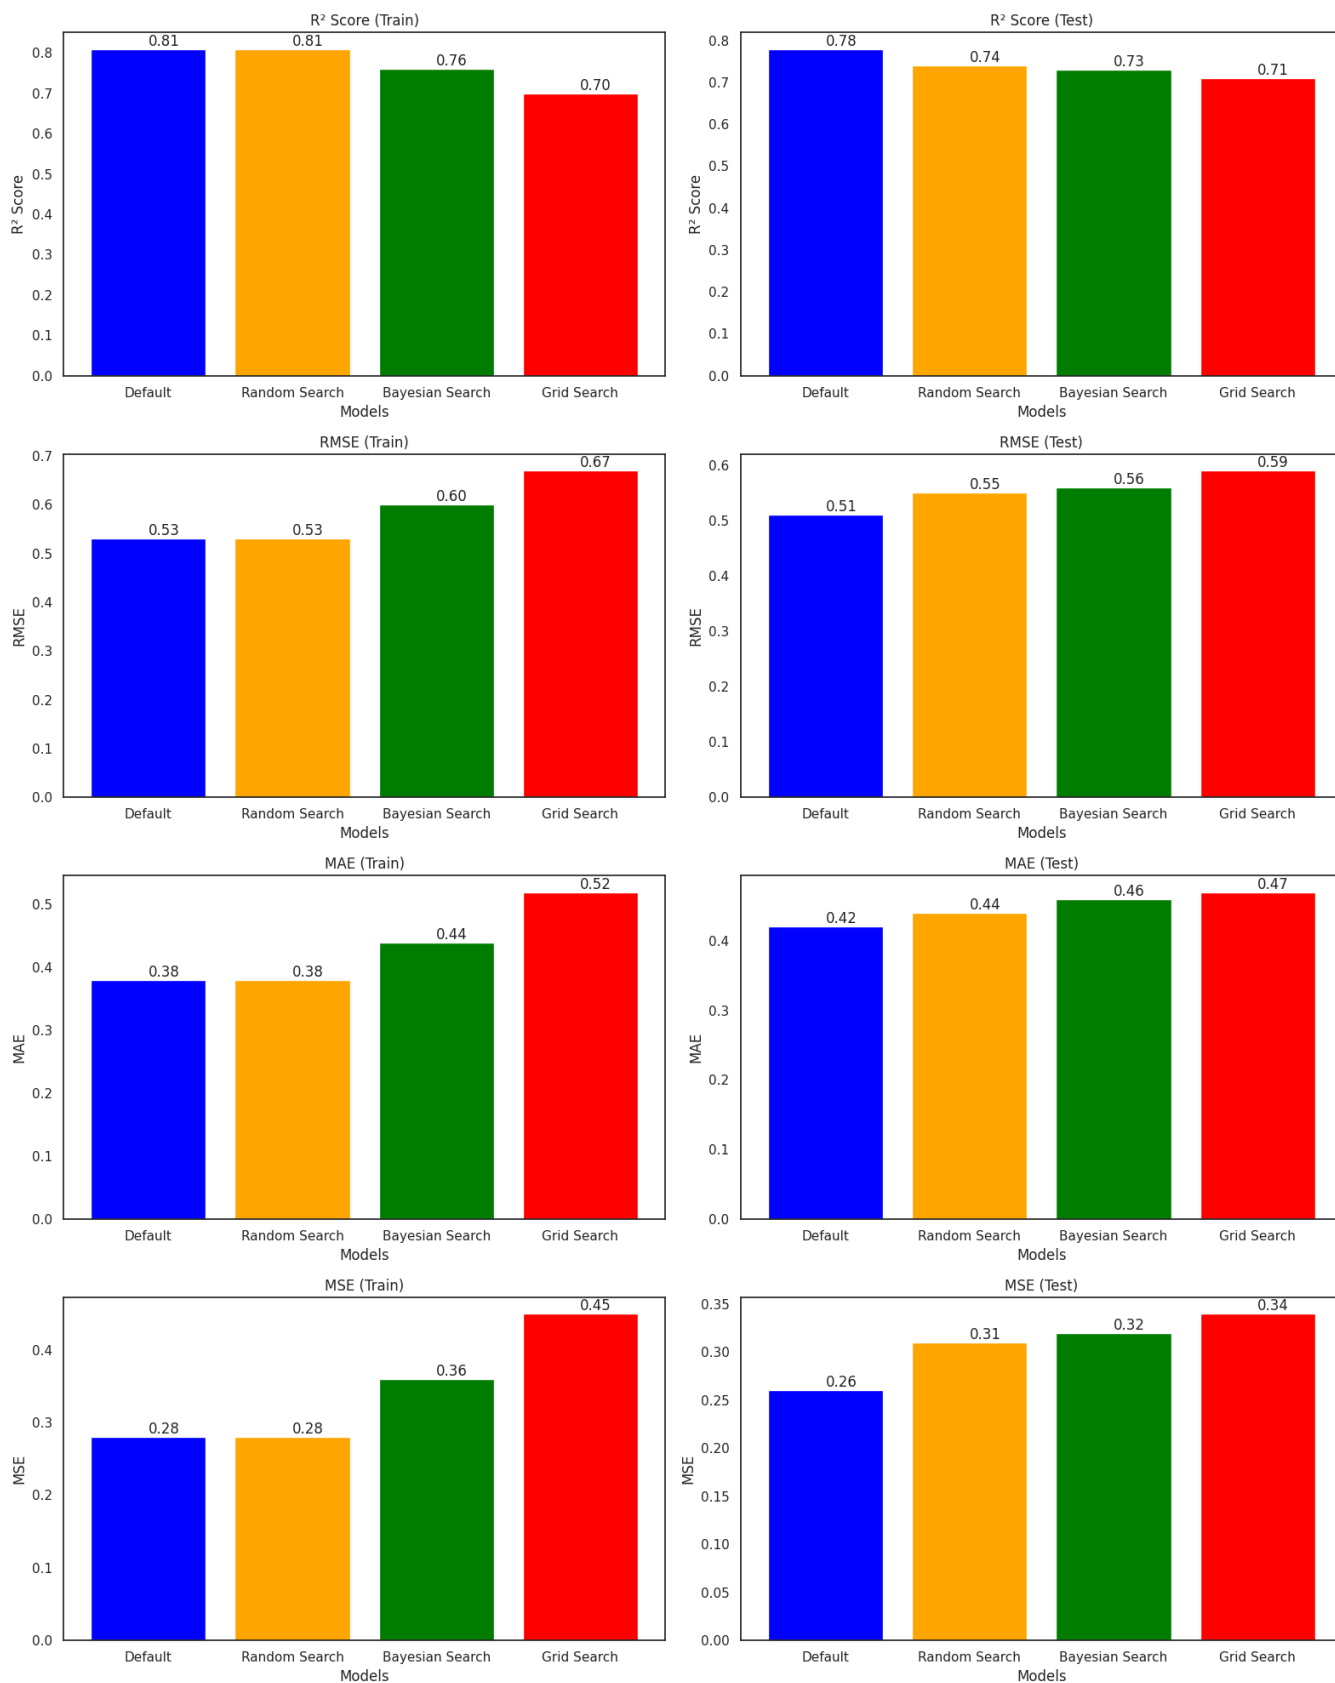 R² Score (Train)
R² Score
0.8
0.7
0.6
0.5
0.4
0.3
0.2
0.1
0.0
0.81
0.81
0.76
0.70
Default
Random Search
Bayesian Search
Grid Search
Models
R² Score (Test)
R² Score
0.8
0.7
0.6
0.5
0.4
0.3
0.2
0.1
0.0
0.78
0.74
0.73
0.71
Default
Random Search
Bayesian Search
Grid Search
Models
RMSE (Train)
RMSE
0.7
0.6
0.5
0.4
0.3
0.2
0.1
0.0
0.53
0.53
0.60
0.67
Default
Random Search
Bayesian Search
Grid Search
Models
RMSE (Test)
RMSE
0.6
0.5
0.4
0.3
0.2
0.1
0.0
0.51
0.55
0.56
0.59
Default
Random Search
Bayesian Search
Grid Search
Models
MAE (Train)
MAE
0.5
0.4
0.3
0.2
0.1
0.0
0.38
0.38
0.44
0.52
Default
Random Search
Bayesian Search
Grid Search
Models
MAE (Test)
MAE
0.4
0.3
0.2
0.1
0.0
0.42
0.44
0.46
0.47
Default
Random Search
Bayesian Search
Grid Search
Models
MSE (Train)
MSE
0.4
0.3
0.2
0.1
0.0
0.28
0.28
0.36
0.45
Default
Random Search
Bayesian Search
Grid Search
Models
MSE (Test)
MSE
0.35
0.30
0.25
0.20
0.15
0.10
0.05
0.00
0.26
0.31
0.32
0.34
Default
Random Search
Bayesian Search
Grid Search
Models